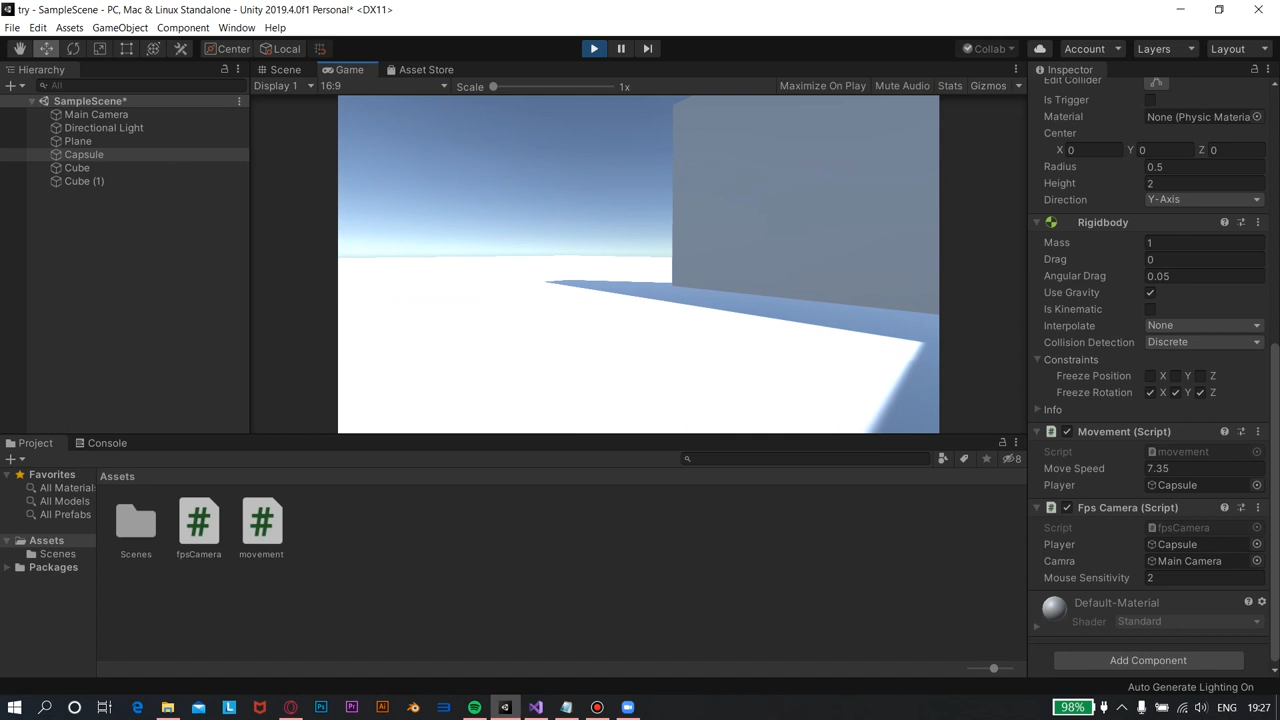 try - SampleScene - PC, Mac & Linux Standalone - Unity 2019.4.0f1 Personal* <DX11>
File Edit Assets GameObject Component Window Help
Center Local Collab Account Layers Layout
Hierarchy Scene Game Asset Store Inspector
All Display 1 16:9 Scale 1x Maximize On Play Mute Audio Stats Gizmos
SampleScene*
Main Camera
Directional Light
Plane
Capsule
Cube
Cube (1)
Edit Collider
Is Trigger
Material None (Physic Materia
Center
X 0 Y 0 Z 0
Radius 0.5
Height 2
Direction Y-Axis
Rigidbody
Mass 1
Drag 0
Angular Drag 0.05
Use Gravity
Is Kinematic
Interpolate None
Collision Detection Discrete
Constraints
Freeze Position X Y Z
Freeze Rotation X Y Z
Info
Movement (Script)
Script movement
Move Speed 7.35
Player Capsule
Fps Camera (Script)
Script fpsCamera
Player Capsule
Camra Main Camera
Mouse Sensitivity 2
Default-Material
Shader Standard
Add Component
Project Console
8
Favorites
All Material
All Models
All Prefabs
Assets
Scenes
Packages
Assets
Scenes fpsCamera movement
Auto Generate Lighting On
98% 19:27